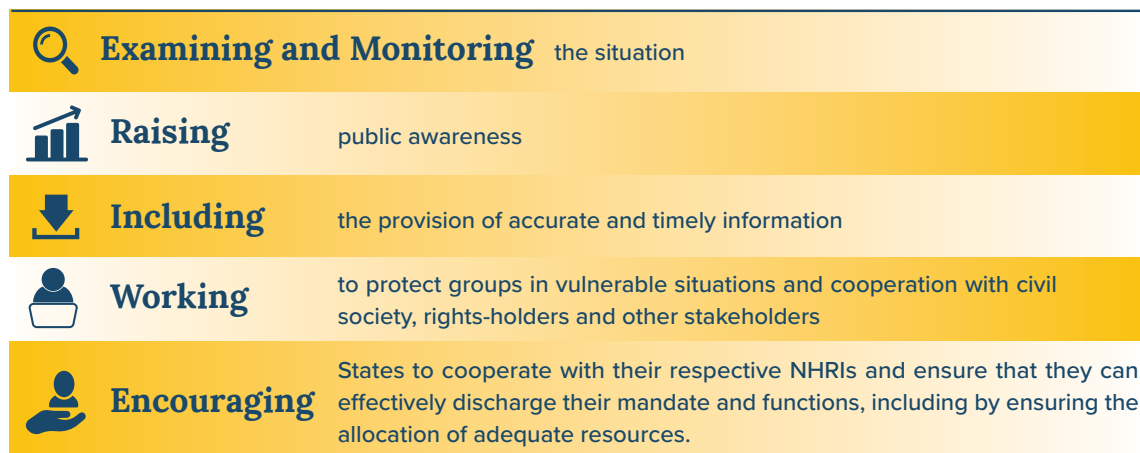 Examining and Monitoring the situation
Raising public awareness
Including the provision of accurate and timely information
Working to protect groups in vulnerable situations and cooperation with civil
society, rights-holders and other stakeholders
Encouraging States to cooperate with their respective NHRIs and ensure that they can
effectively discharge their mandate and functions, including by ensuring the
allocation of adequate resources.